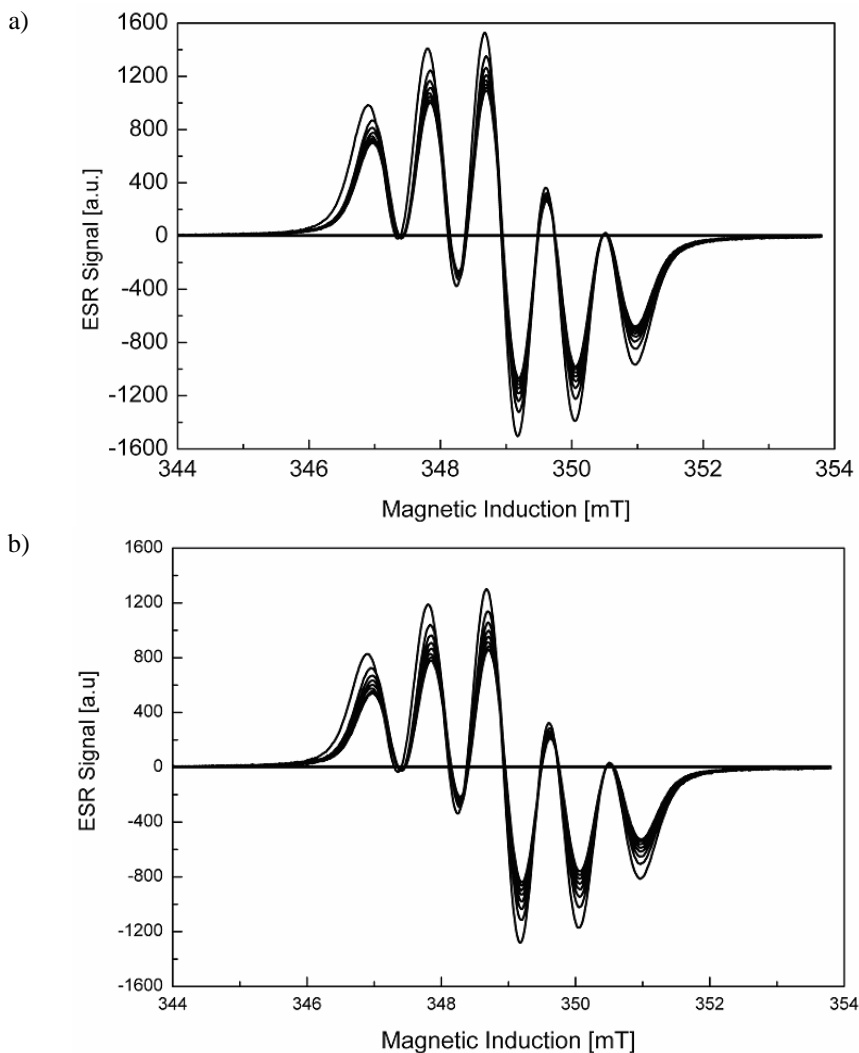 a)
1600
1200
800
400
0
-400
-800
-1200
-1600
ESR Signal [a.u.]
344 346 348 350 352 354
Magnetic Induction [mT]
b)
1600
1200
800
400
0
-400
-800
-1200
-1600
ESR Signal [a.u]
344 346 348 350 352 354
Magnetic Induction [mT]